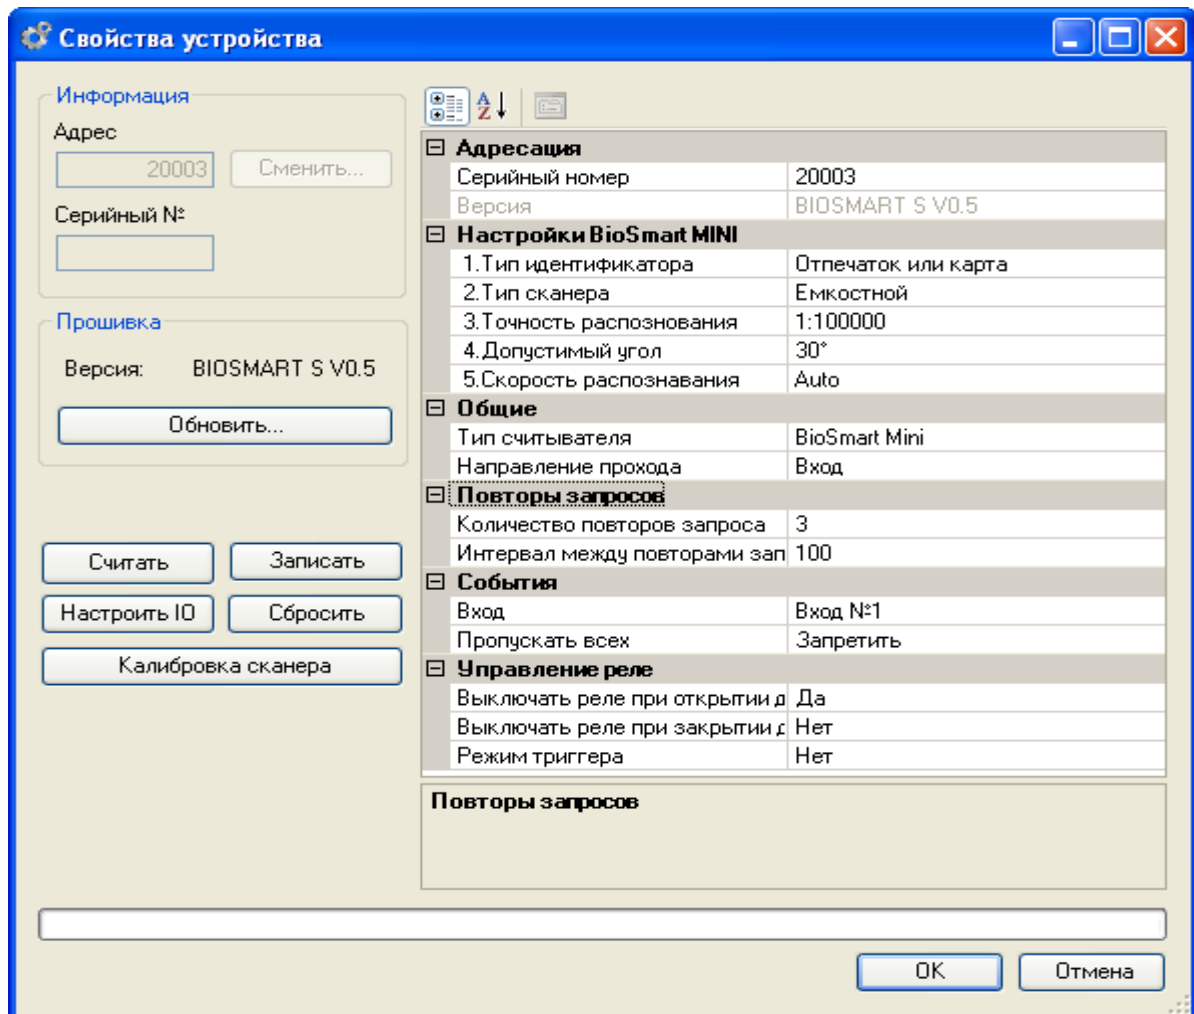 Свойства устройства
Информация
Адрес
20003 Сменить...
Серийный №
Прошивка
Версия: BIOSMART S V0.5
Обновить...
Считать Записать
Настроить IO Сбросить
Калибровка сканера
Адресация
Серийный номер 20003
Версия BIOSMART S V0.5
Настройки BioSmart MINI
1.Тип идентификатора Отпечаток или карта
2.Тип сканера Емкостной
3.Точность распознования 1:100000
4.Допустимый угол 30°
5.Скорость распознавания Auto
Общие
Тип считывателя BioSmart Mini
Направление прохода Вход
Повторы запросов
Количество повторов запроса 3
Интервал между повторами зап 100
События
Вход Вход №1
Пропускать всех Запретить
Управление реле
Выключать реле при открытии д Да
Выключать реле при закрытии д Нет
Режим триггера Нет
Повторы запросов
OK Отмена